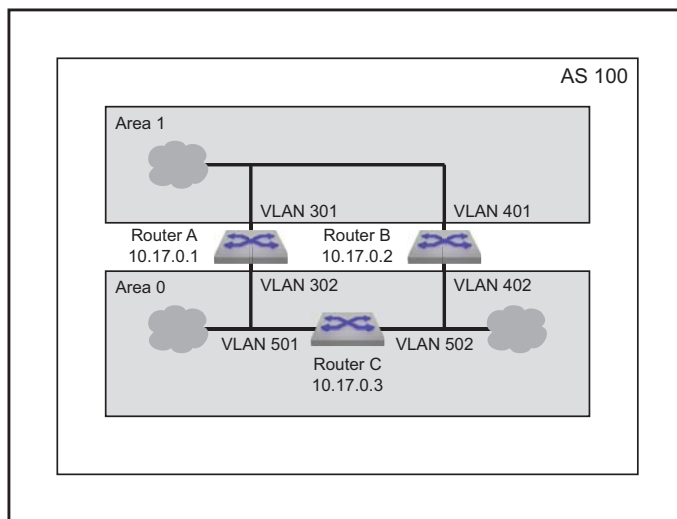 AS 100
Area 1
VLAN 301
VLAN 401
Router A
10.17.0.1
Router B
10.17.0.2
Area 0
VLAN 302
VLAN 402
VLAN 501
VLAN 502
Router C
10.17.0.3